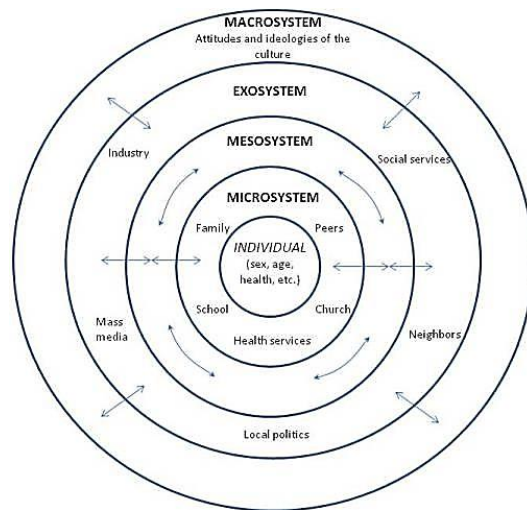 MACROSYSTEM
Attitudes and ideologies of the
culture
EXOSYSTEM
Industry
MESOSYSTEM
Social services
MICROSYSTEM
Family
Peers
INDIVIDUAL
(sex, age,
health, etc.)
School
Church
Mass
media
Health services
Neighbors
Local politics